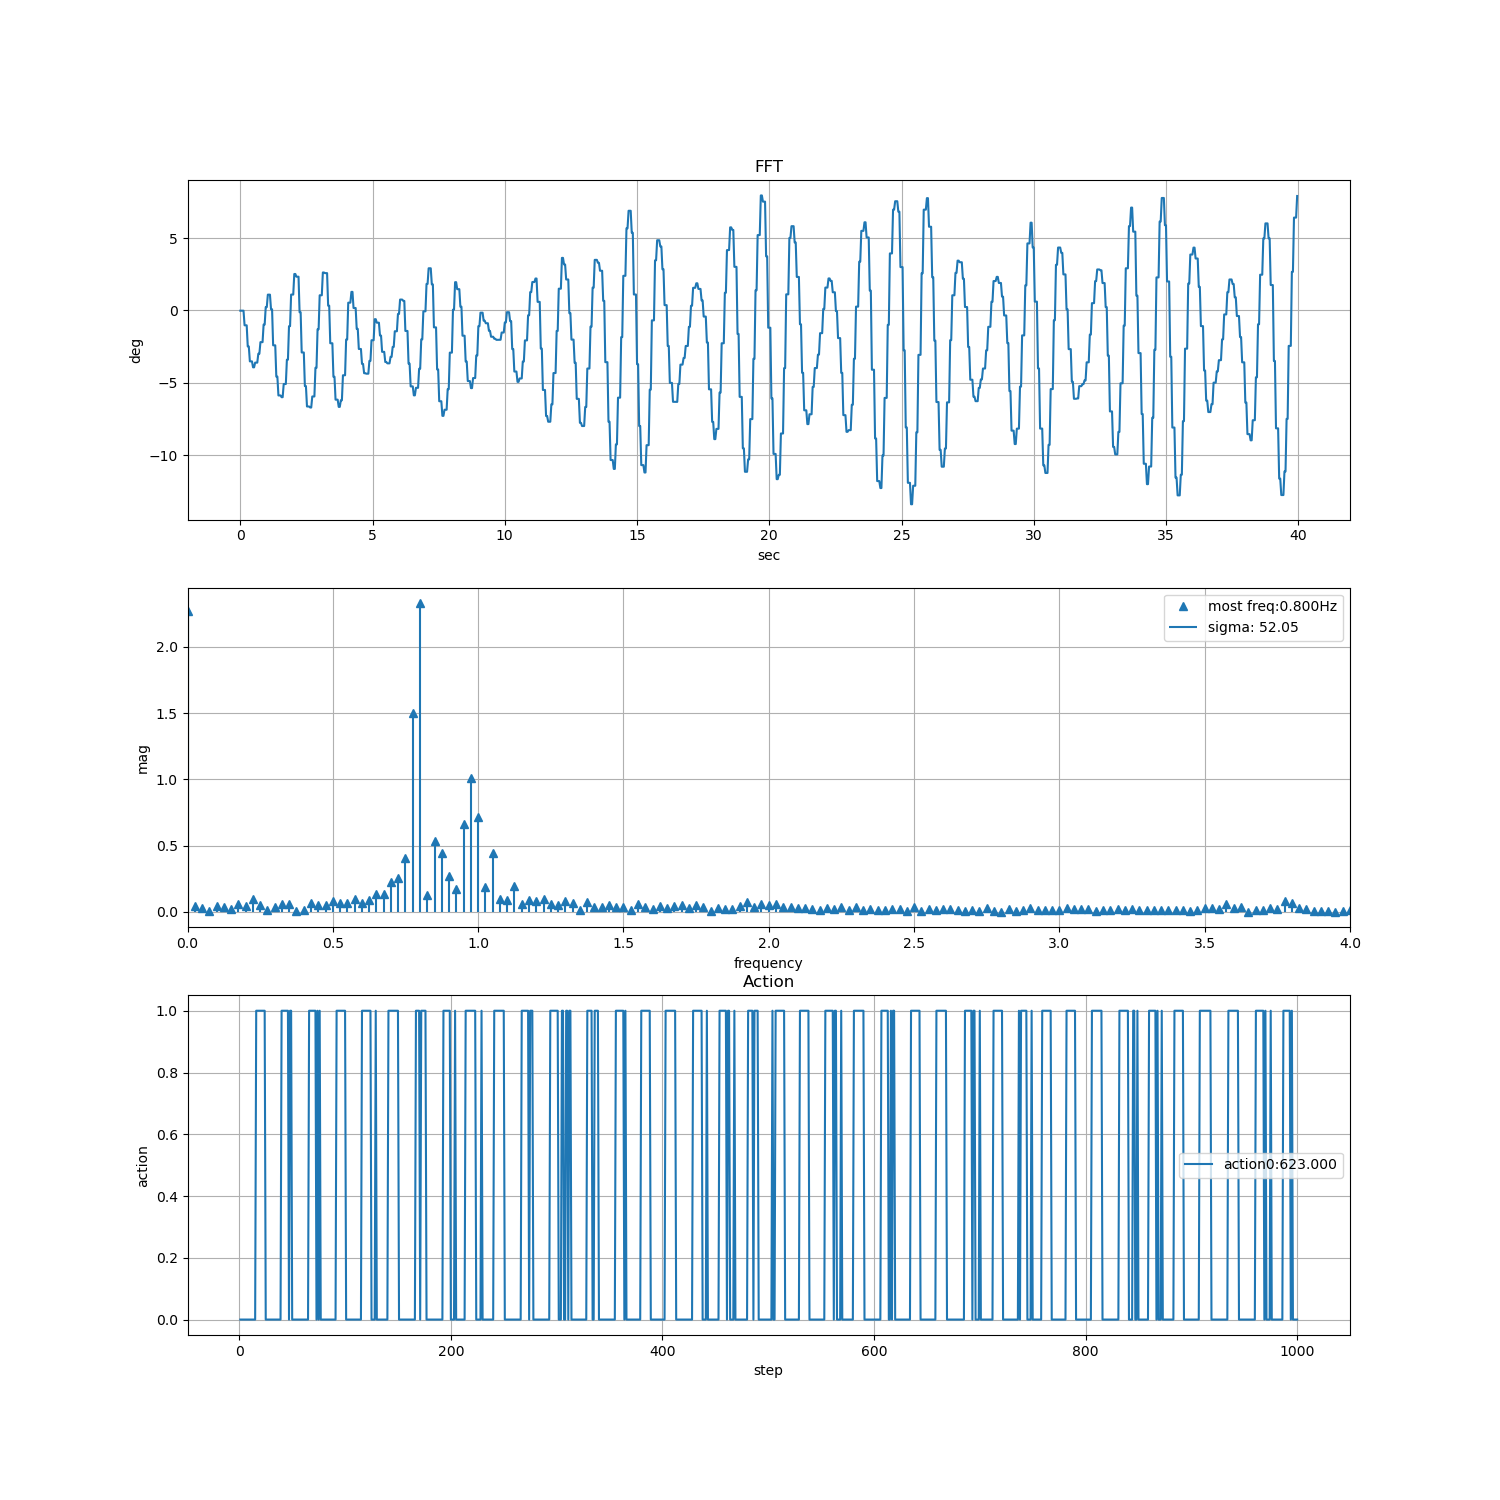 FFT
5
0
−5
−10
deg
0 5 10 15 20 25 30 35 40
sec
most freq:0.800Hz
sigma: 52.05
2.0
1.5
1.0
0.5
0.0
mag
0.0 0.5 1.0 1.5 2.0 2.5 3.0 3.5 4.0
frequency
Action
1.0
0.8
0.6
0.4
0.2
0.0
action
action0:623.000
0 200 400 600 800 1000
step